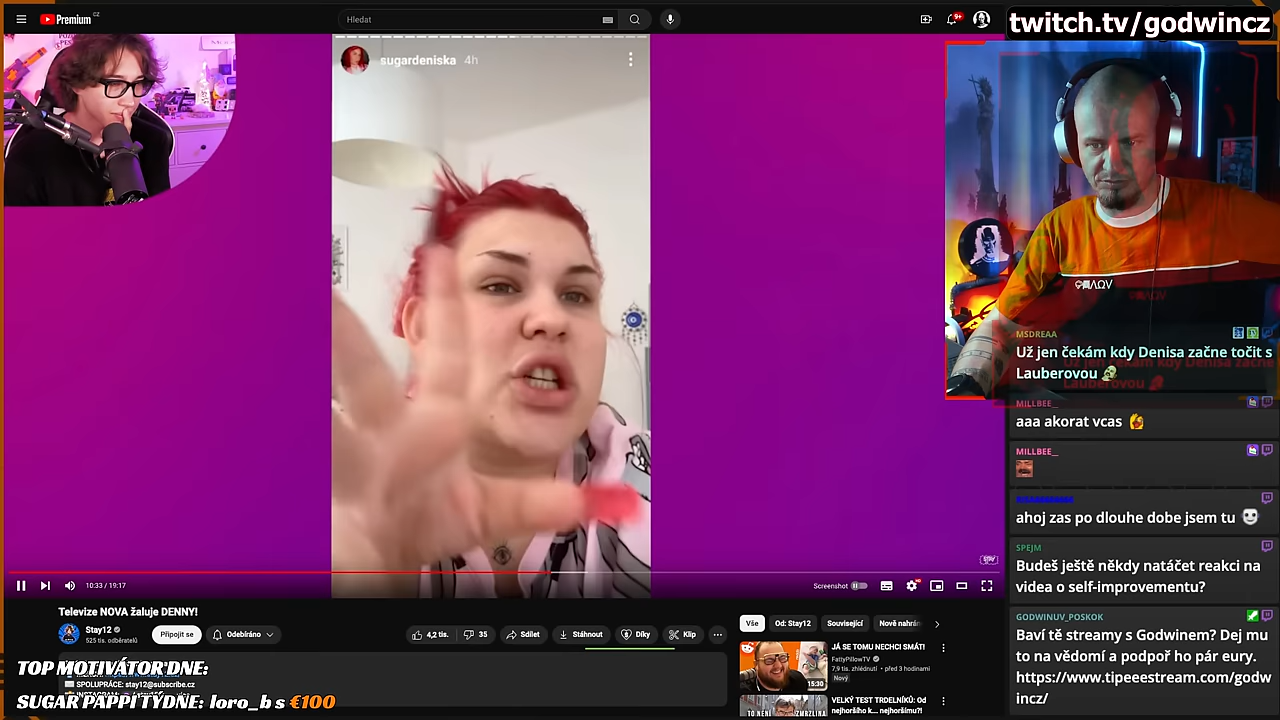 Premium CZ
Hledat
9+
twitch.tv/godwincz
sugardeniska 4h
MSDREAA
Už jen čekám kdy Denisa začne točit s
Lauberovou
MILLBEE__
aaa akorat vcas
MILLBEE__
ahoj zas po dlouhe dobe jsem tu
SPEJM
Budeš ještě někdy natáčet reakci na
videa o self-improvementu?
GODWINUV_POSKOK
Baví tě streamy s Godwinem? Dej mu
to na vědomí a podpoř ho pár eury.
https://www.tipeeestream.com/godw
incz/
10:33 / 19:17
Screenshot
Televize NOVA žaluje DENNY!
Stay12
525 tis. odběratelů
Připojit se
Odebíráno
4,2 tis.
35
Sdílet
Stáhnout
Díky
Klip
Vše
Od: Stay12
Související
Nově nahrán
JÁ SE TOMU NECHCI SMÁT!
FattyPillowTV
7,9 tis. zhlédnutí • před 3 hodinami
Nový
15:30
VELKÝ TEST TRDELNÍKŮ: Od
nejhoršího k... nejhoršímu?!
TOP MOTIVÁTOR DNE:
SPOLUPRÁCE: stay12@subscribe.cz
SUGAR TAPPI TÝDNE: loro_b s €100